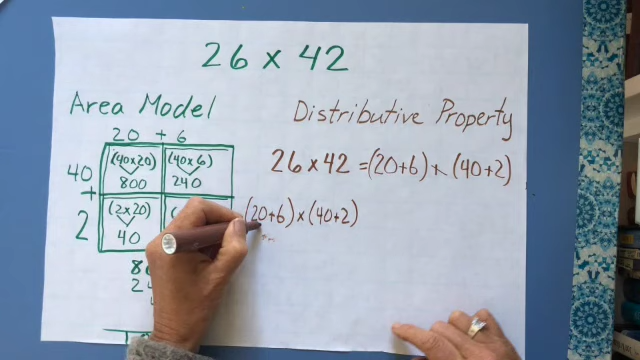 26 x 42
Area Model
Distributive Property
20 + 6
26 x 42 = (20+6) x (40+2)
40
(40x20)
(40x6)
800
240
+
2
(2x20)
40
(20+6) x (40+2)